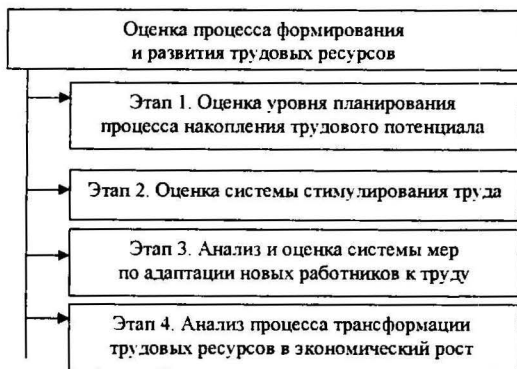 Оценка процесса формирования
и развития трудовых ресурсов
Этап 1. Оценка уровня планирования
процесса накопления трудового потенциала
Этап 2. Оценка системы стимулирования труда
Этап 3. Анализ и оценка системы мер
по адаптации новых работников к труду
Этап 4. Анализ процесса трансформации
трудовых ресурсов в экономический рост